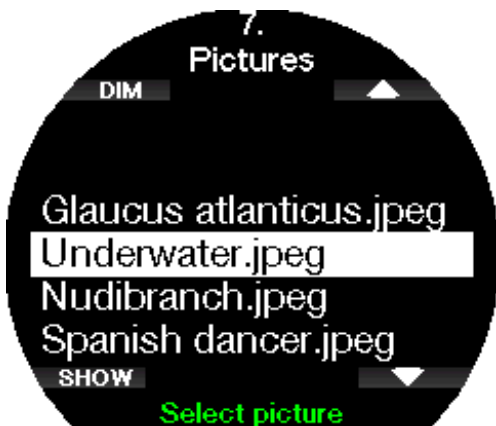 7.
Pictures
DIM
Glaucus atlanticus.jpeg
Underwater.jpeg
Nudibranch.jpeg
Spanish dancer.jpeg
SHOW
Select picture